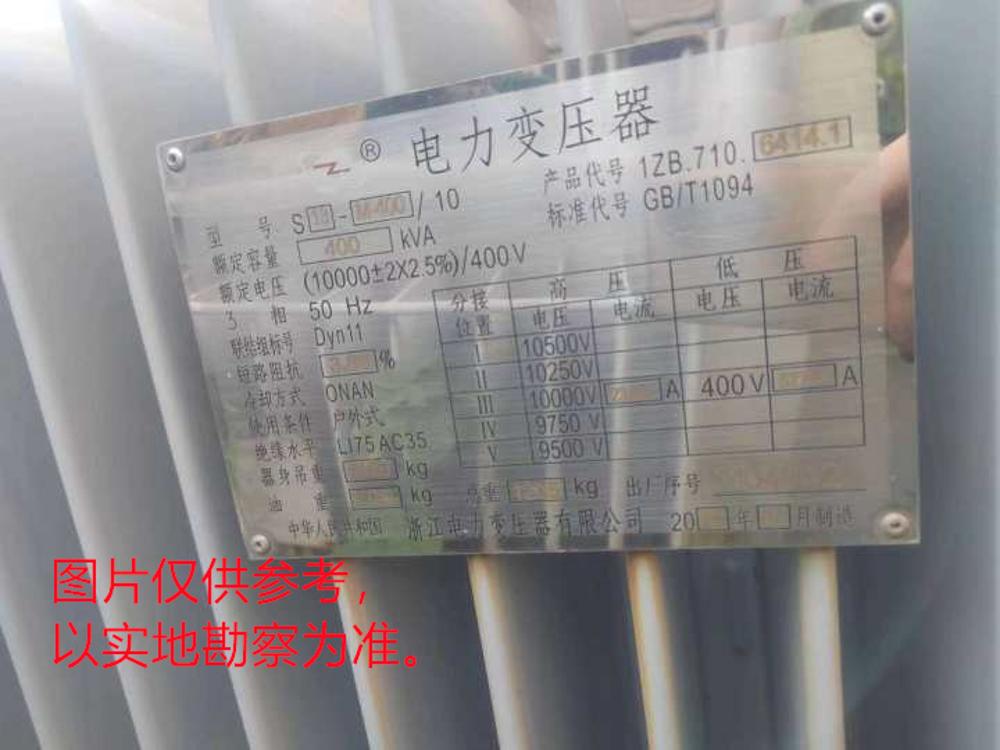 ® 电力变压器
产品代号 1ZB.710.6414.1
标准代号 GB/T1094
型号 S13-M-400/10
额定容量 400 kVA
额定电压 (10000±2X2.5%)/400V
3 相 50 Hz
联结组标号 Dyn11
短路阻抗 %
冷却方式 ONAN
使用条件 户外式
绝缘水平 LI75 AC35
器身吊重 kg
油重 kg 总重 kg 出厂序号
分接位置 高压 低压
电压 电流 电压 电流
I 10500V
II 10250V
III 10000V A 400V A
IV 9750 V
V 9500 V
中华人民共和国 浙江电力变压器有限公司 20 年 月制造
图片仅供参考，
以实地勘察为准。